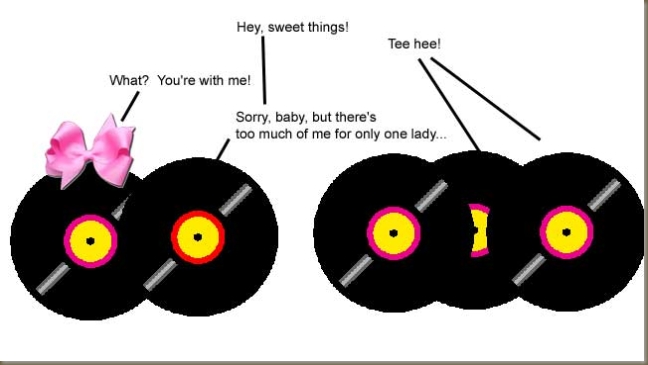 Hey, sweet things!
Tee hee!
What?  You're with me!
Sorry, baby, but there's
too much of me for only one lady...